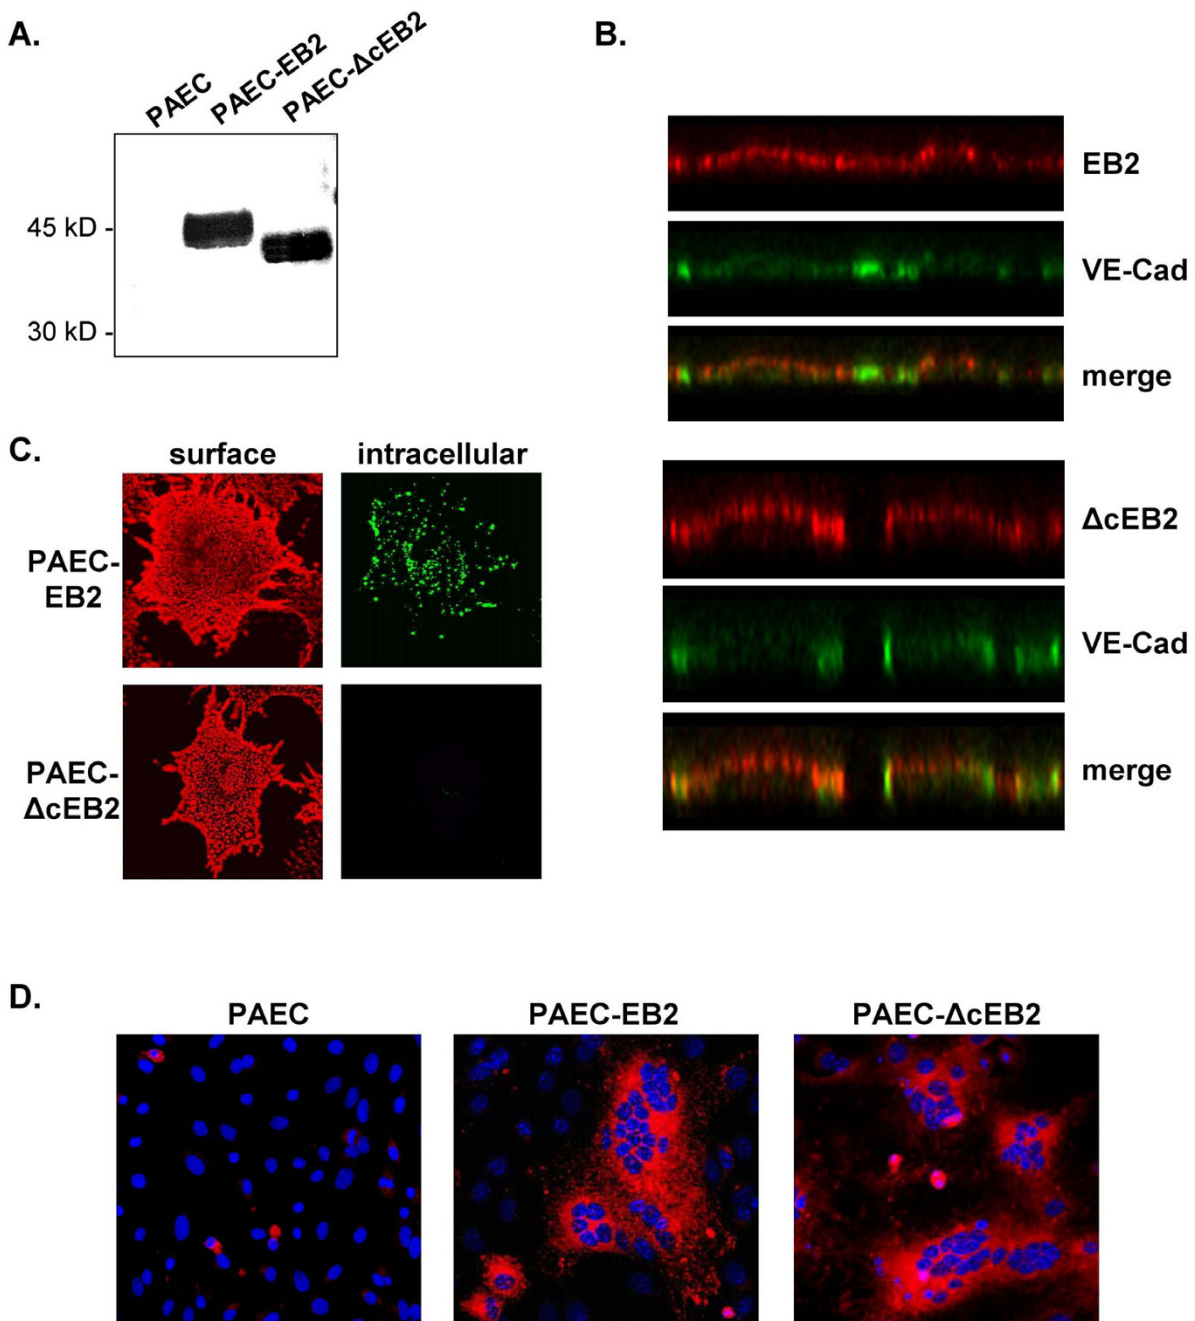 A.
PAEC
PAEC-EB2
PAEC-ΔcEB2
45 kD -
30 kD -
B.
EB2
VE-Cad
merge
ΔcEB2
VE-Cad
merge
C.
surface
intracellular
PAEC-
EB2
PAEC-
ΔcEB2
D.
PAEC
PAEC-EB2
PAEC-ΔcEB2